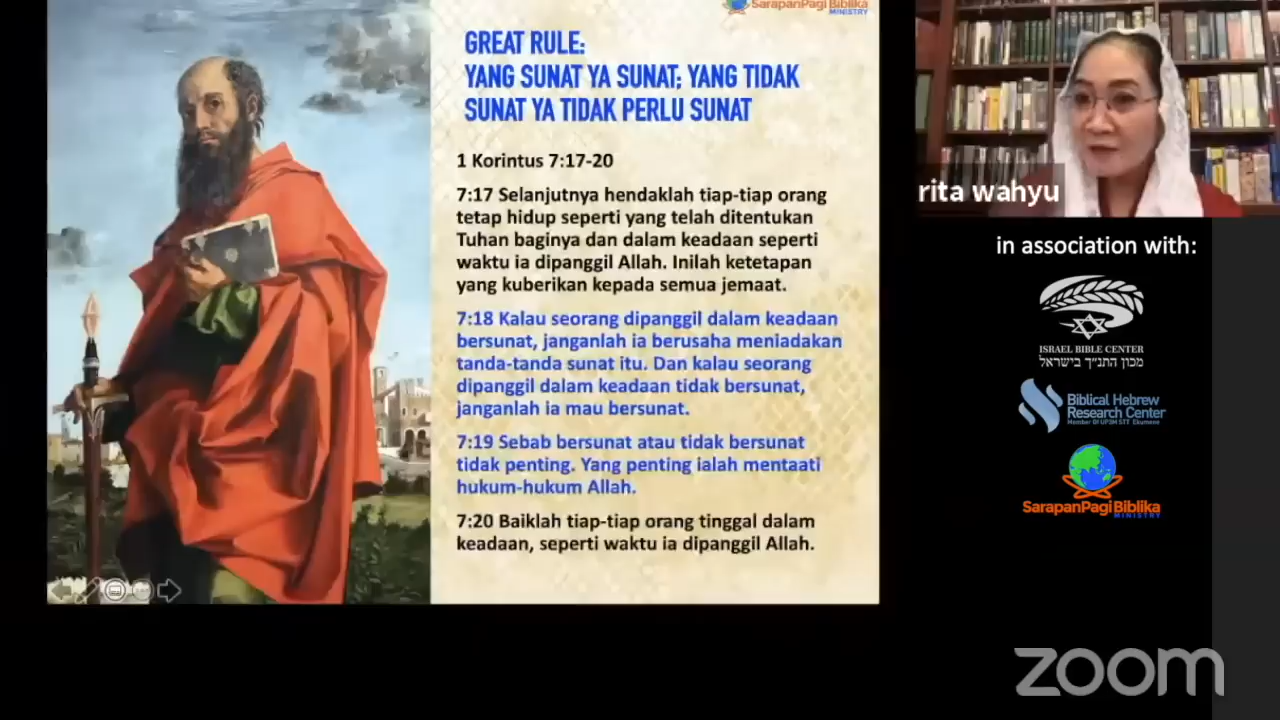 SarapanPagi Biblika
MINISTRY
GREAT RULE:
YANG SUNAT YA SUNAT; YANG TIDAK
SUNAT YA TIDAK PERLU SUNAT
1 Korintus 7:17-20
7:17 Selanjutnya hendaklah tiap-tiap orang
tetap hidup seperti yang telah ditentukan
Tuhan baginya dan dalam keadaan seperti
waktu ia dipanggil Allah. Inilah ketetapan
yang kuberikan kepada semua jemaat.
7:18 Kalau seorang dipanggil dalam keadaan
bersunat, janganlah ia berusaha meniadakan
tanda-tanda sunat itu. Dan kalau seorang
dipanggil dalam keadaan tidak bersunat,
janganlah ia mau bersunat.
7:19 Sebab bersunat atau tidak bersunat
tidak penting. Yang penting ialah mentaati
hukum-hukum Allah.
7:20 Baiklah tiap-tiap orang tinggal dalam
keadaan, seperti waktu ia dipanggil Allah.
rita wahyu
in association with:
ISRAEL BIBLE CENTER
מכון התנ״ך בישראל
Biblical Hebrew
Research Center
Member Of UP3M STT Ekumene
SarapanPagi Biblika
MINISTRY
zoom